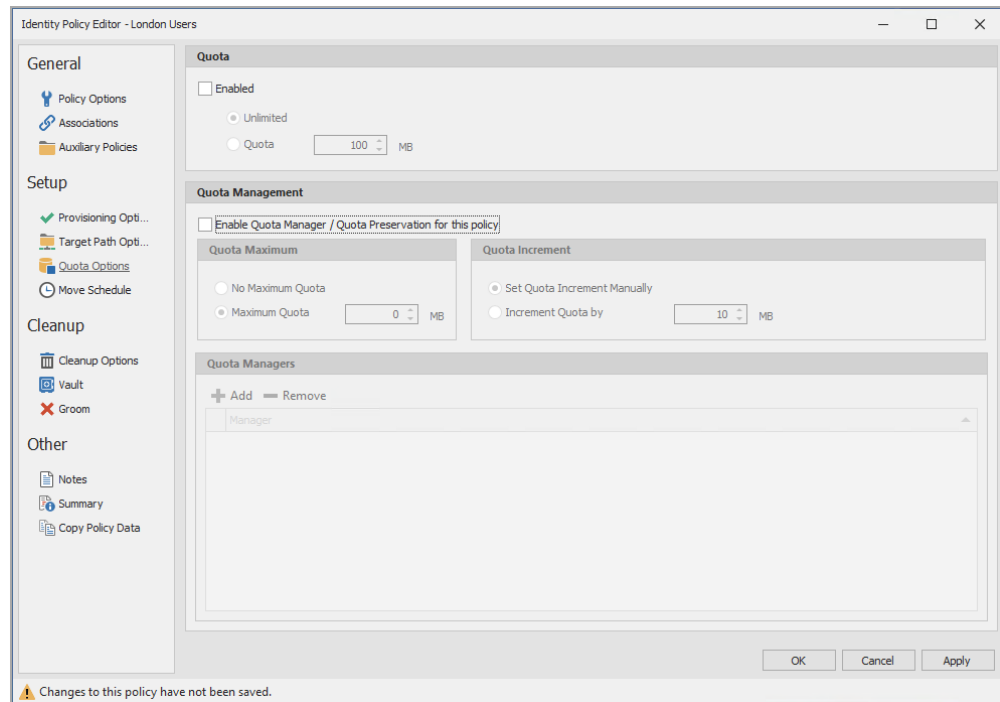 Identity Policy Editor - London Users
General
Policy Options
Associations
Auxiliary Policies
Setup
Provisioning Opti...
Target Path Opti...
Quota Options
Move Schedule
Cleanup
Cleanup Options
Vault
Groom
Other
Notes
Summary
Copy Policy Data
Quota
Enabled
Unlimited
Quota 100 MB
Quota Management
Enable Quota Manager / Quota Preservation for this policy
Quota Maximum
No Maximum Quota
Maximum Quota 0 MB
Quota Increment
Set Quota Increment Manually
Increment Quota by 10 MB
Quota Managers
Add Remove
Manager
OK Cancel Apply
Changes to this policy have not been saved.